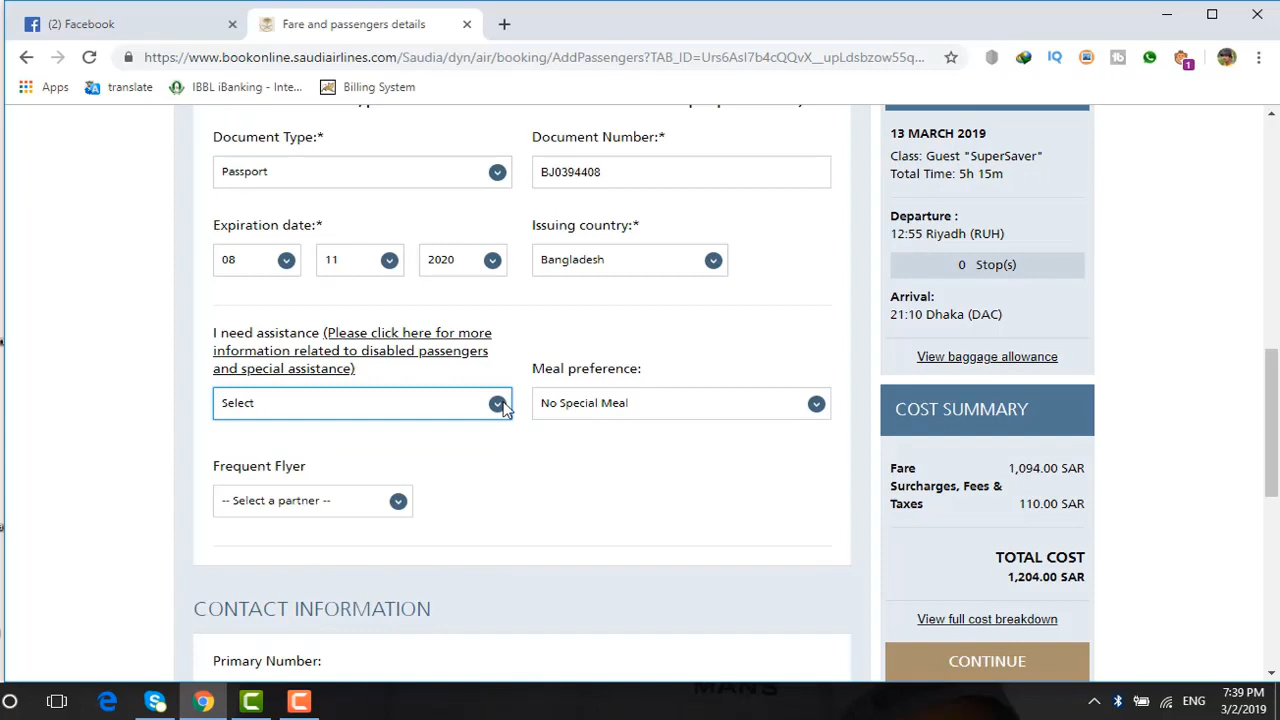 (2) Facebook
Fare and passengers details
https://www.bookonline.saudiairlines.com/Saudia/dyn/air/booking/AddPassengers?TAB_ID=Urs6AsI7b4cQQvX__upLdsbzow55q...
Apps
translate
IBBL iBanking - Inte...
Billing System
Document Type:*
Document Number:*
Passport
BJ0394408
Expiration date:*
Issuing country:*
08
11
2020
Bangladesh
I need assistance (Please click here for more
information related to disabled passengers
and special assistance)
Meal preference:
Select
No Special Meal
Frequent Flyer
-- Select a partner --
CONTACT INFORMATION
Primary Number:
13 MARCH 2019
Class: Guest "SuperSaver"
Total Time: 5h 15m
Departure :
12:55 Riyadh (RUH)
0 Stop(s)
Arrival:
21:10 Dhaka (DAC)
View baggage allowance
COST SUMMARY
Fare 1,094.00 SAR
Surcharges, Fees &
Taxes 110.00 SAR
TOTAL COST
1,204.00 SAR
View full cost breakdown
CONTINUE
IQ
tb
1
ENG
7:39 PM
3/2/2019